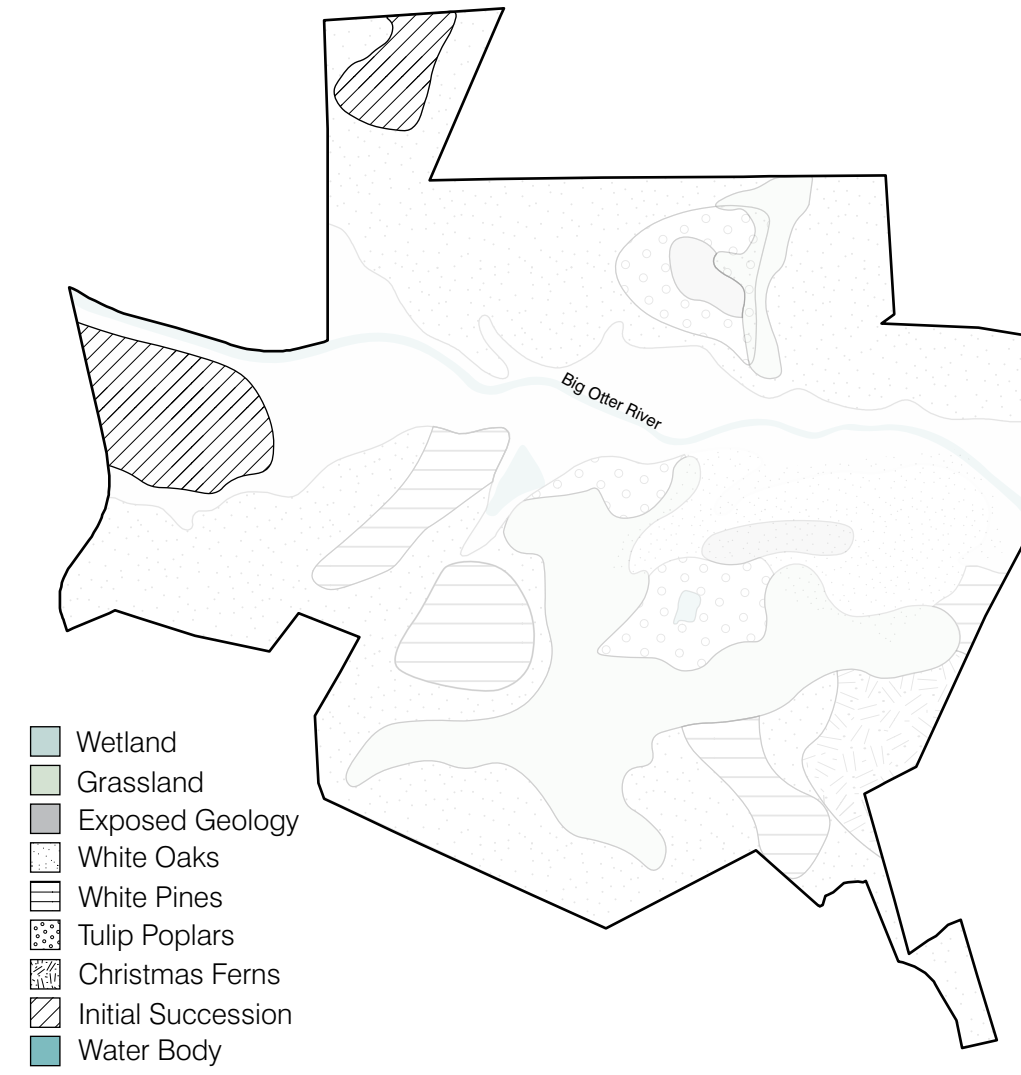 Big Otter River
Wetland
Grassland
Exposed Geology
White Oaks
White Pines
Tulip Poplars
Christmas Ferns
Initial Succession
Water Body